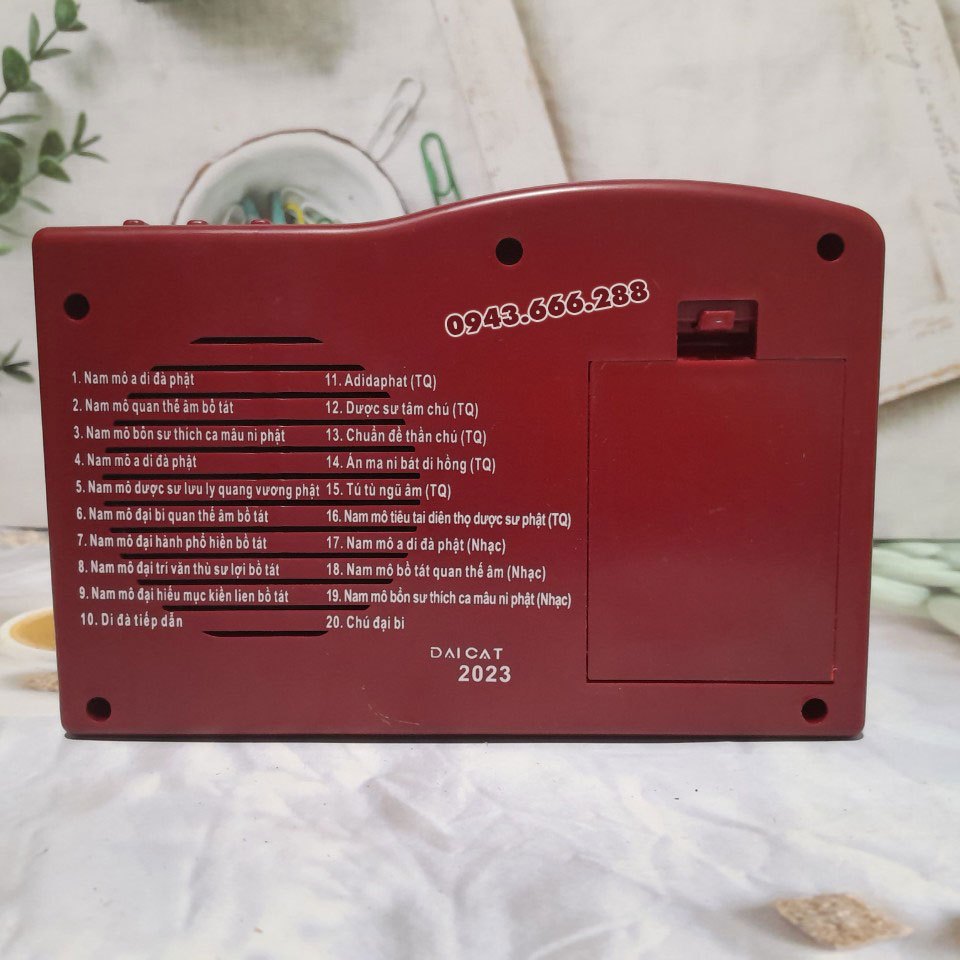 0943.666.288
1. Nam mô a di đà phật
2. Nam mô quan thế âm bồ tát
3. Nam mô bổn sư thích ca mâu ni phật
4. Nam mô a di đà phật
5. Nam mô dược sư lưu ly quang vương phật
6. Nam mô đại bi quan thế âm bồ tát
7. Nam mô đại hành phổ hiền bồ tát
8. Nam mô đại trí văn thù sư lợi bồ tát
9. Nam mô đại hiếu mục kiền lien bồ tát
10. Di đà tiếp dẫn
11. Adidaphat (TQ)
12. Dược sư tâm chú (TQ)
13. Chuẩn đề thần chú (TQ)
14. Án ma ni bát di hồng (TQ)
15. Tú tù ngũ âm (TQ)
16. Nam mô tiêu tai diên thọ dược sư phật (TQ)
17. Nam mô a di đà phật (Nhạc)
18. Nam mô bồ tát quan thế âm (Nhạc)
19. Nam mô bổn sư thích ca mâu ni phật (Nhạc)
20. Chú đại bi
DAI CAT
2023